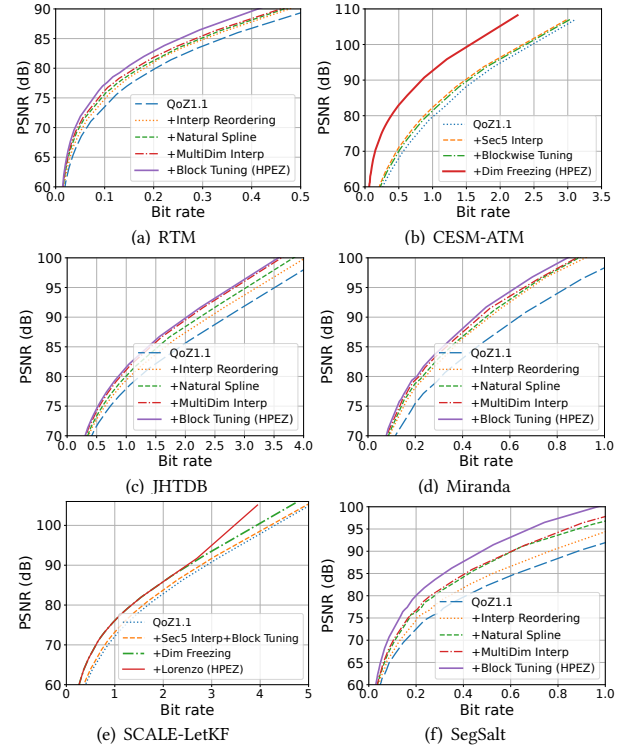 PSNR (dB)
90
85
80
75
70
65
60
QoZ1.1
+Interp Reordering
+Natural Spline
+MultiDim Interp
+Block Tuning (HPEZ)
0.0 0.1 0.2 0.3 0.4 0.5
Bit rate
(a) RTM
PSNR (dB)
110
100
90
80
70
60
QoZ1.1
+Sec5 Interp
+Blockwise Tuning
+Dim Freezing (HPEZ)
0.0 0.5 1.0 1.5 2.0 2.5 3.0 3.5
Bit rate
(b) CESM-ATM
PSNR (dB)
100
95
90
85
80
75
70
QoZ1.1
+Interp Reordering
+Natural Spline
+MultiDim Interp
+Block Tuning (HPEZ)
0.0 0.5 1.0 1.5 2.0 2.5 3.0 3.5 4.0
Bit rate
(c) JHTDB
PSNR (dB)
100
95
90
85
80
75
70
QoZ1.1
+Interp Reordering
+Natural Spline
+MultiDim Interp
+Block Tuning (HPEZ)
0.0 0.2 0.4 0.6 0.8 1.0
Bit rate
(d) Miranda
PSNR (dB)
100
90
80
70
60
QoZ1.1
+Sec5 Interp+Block Tuning
+Dim Freezing
+Lorenzo (HPEZ)
0 1 2 3 4 5
Bit rate
(e) SCALE-LetKF
PSNR (dB)
100
95
90
85
80
75
70
65
60
QoZ1.1
+Interp Reordering
+Natural Spline
+MultiDim Interp
+Block Tuning (HPEZ)
0.0 0.2 0.4 0.6 0.8 1.0
Bit rate
(f) SegSalt